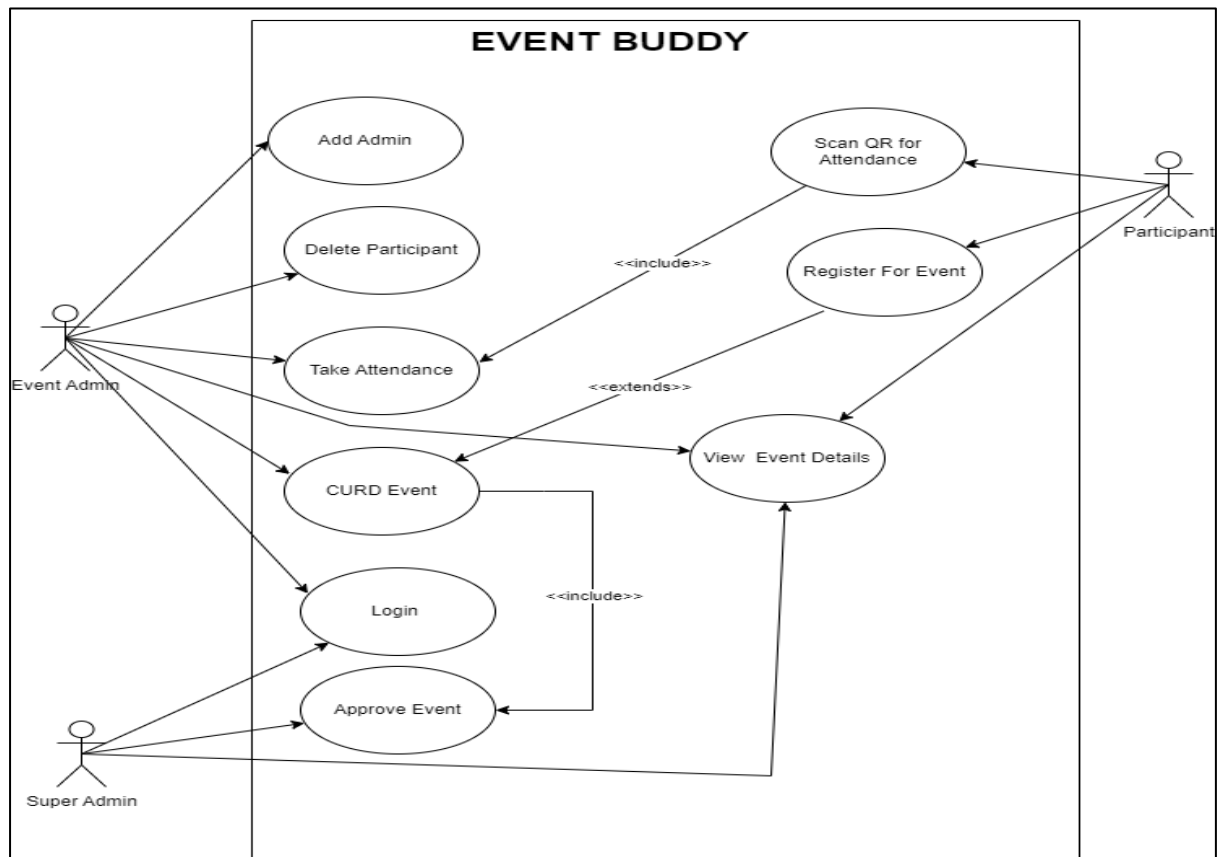 EVENT BUDDY
Add Admin
Scan QR for
Attendance
Participant
Delete Participant
<<include>>
Register For Event
Event Admin
Take Attendance
<<extends>>
View  Event Details
CURD Event
<<include>>
Login
Approve Event
Super Admin